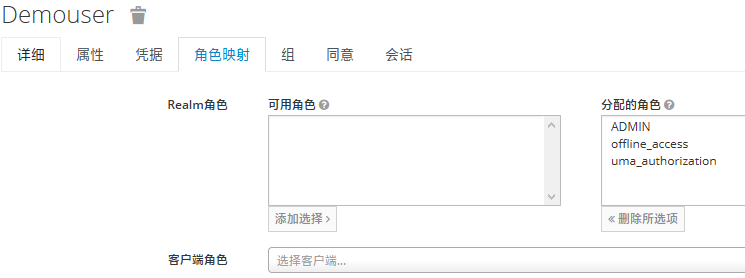 Demouser
详细 属性 凭据 角色映射 组 同意 会话
Realm角色 可用角色 分配的角色
ADMIN
offline_access
uma_authorization
添加选择 › « 删除所选项
客户端角色 选择客户端...